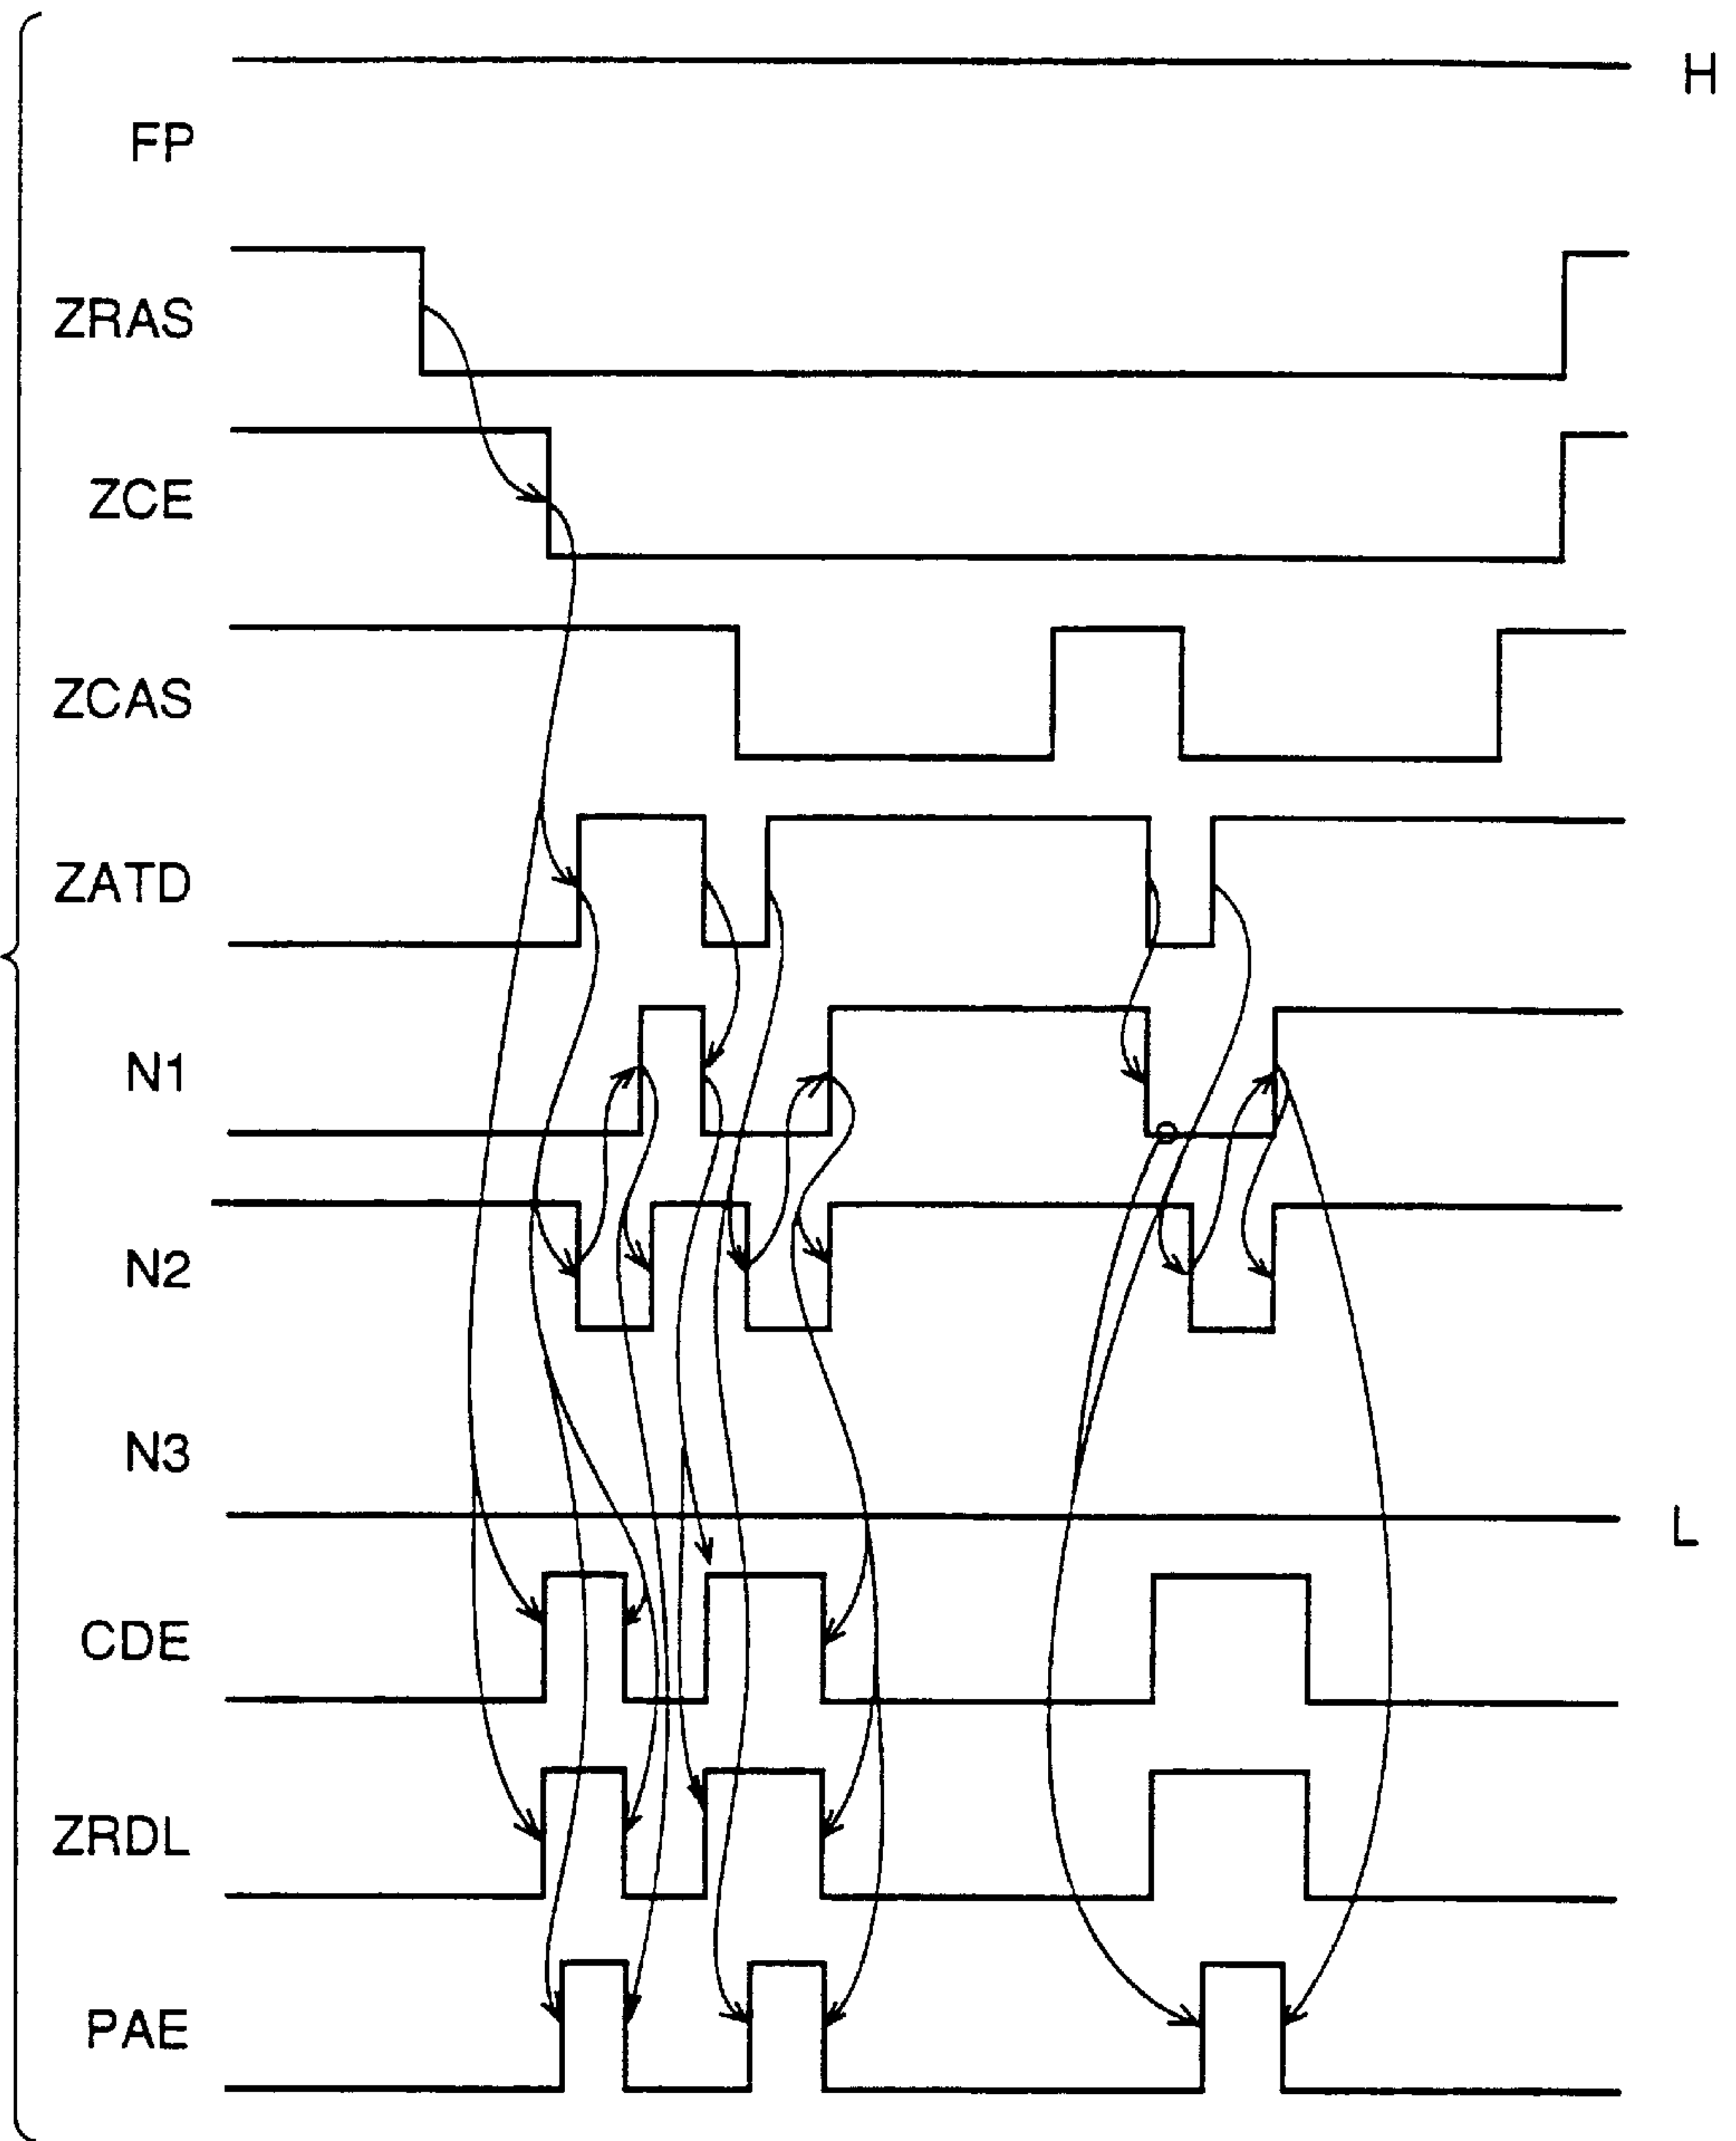 H
FP
ZRAS
ZCE
ZCAS
ZATD
N1
N2
N3
L
CDE
ZRDL
PAE